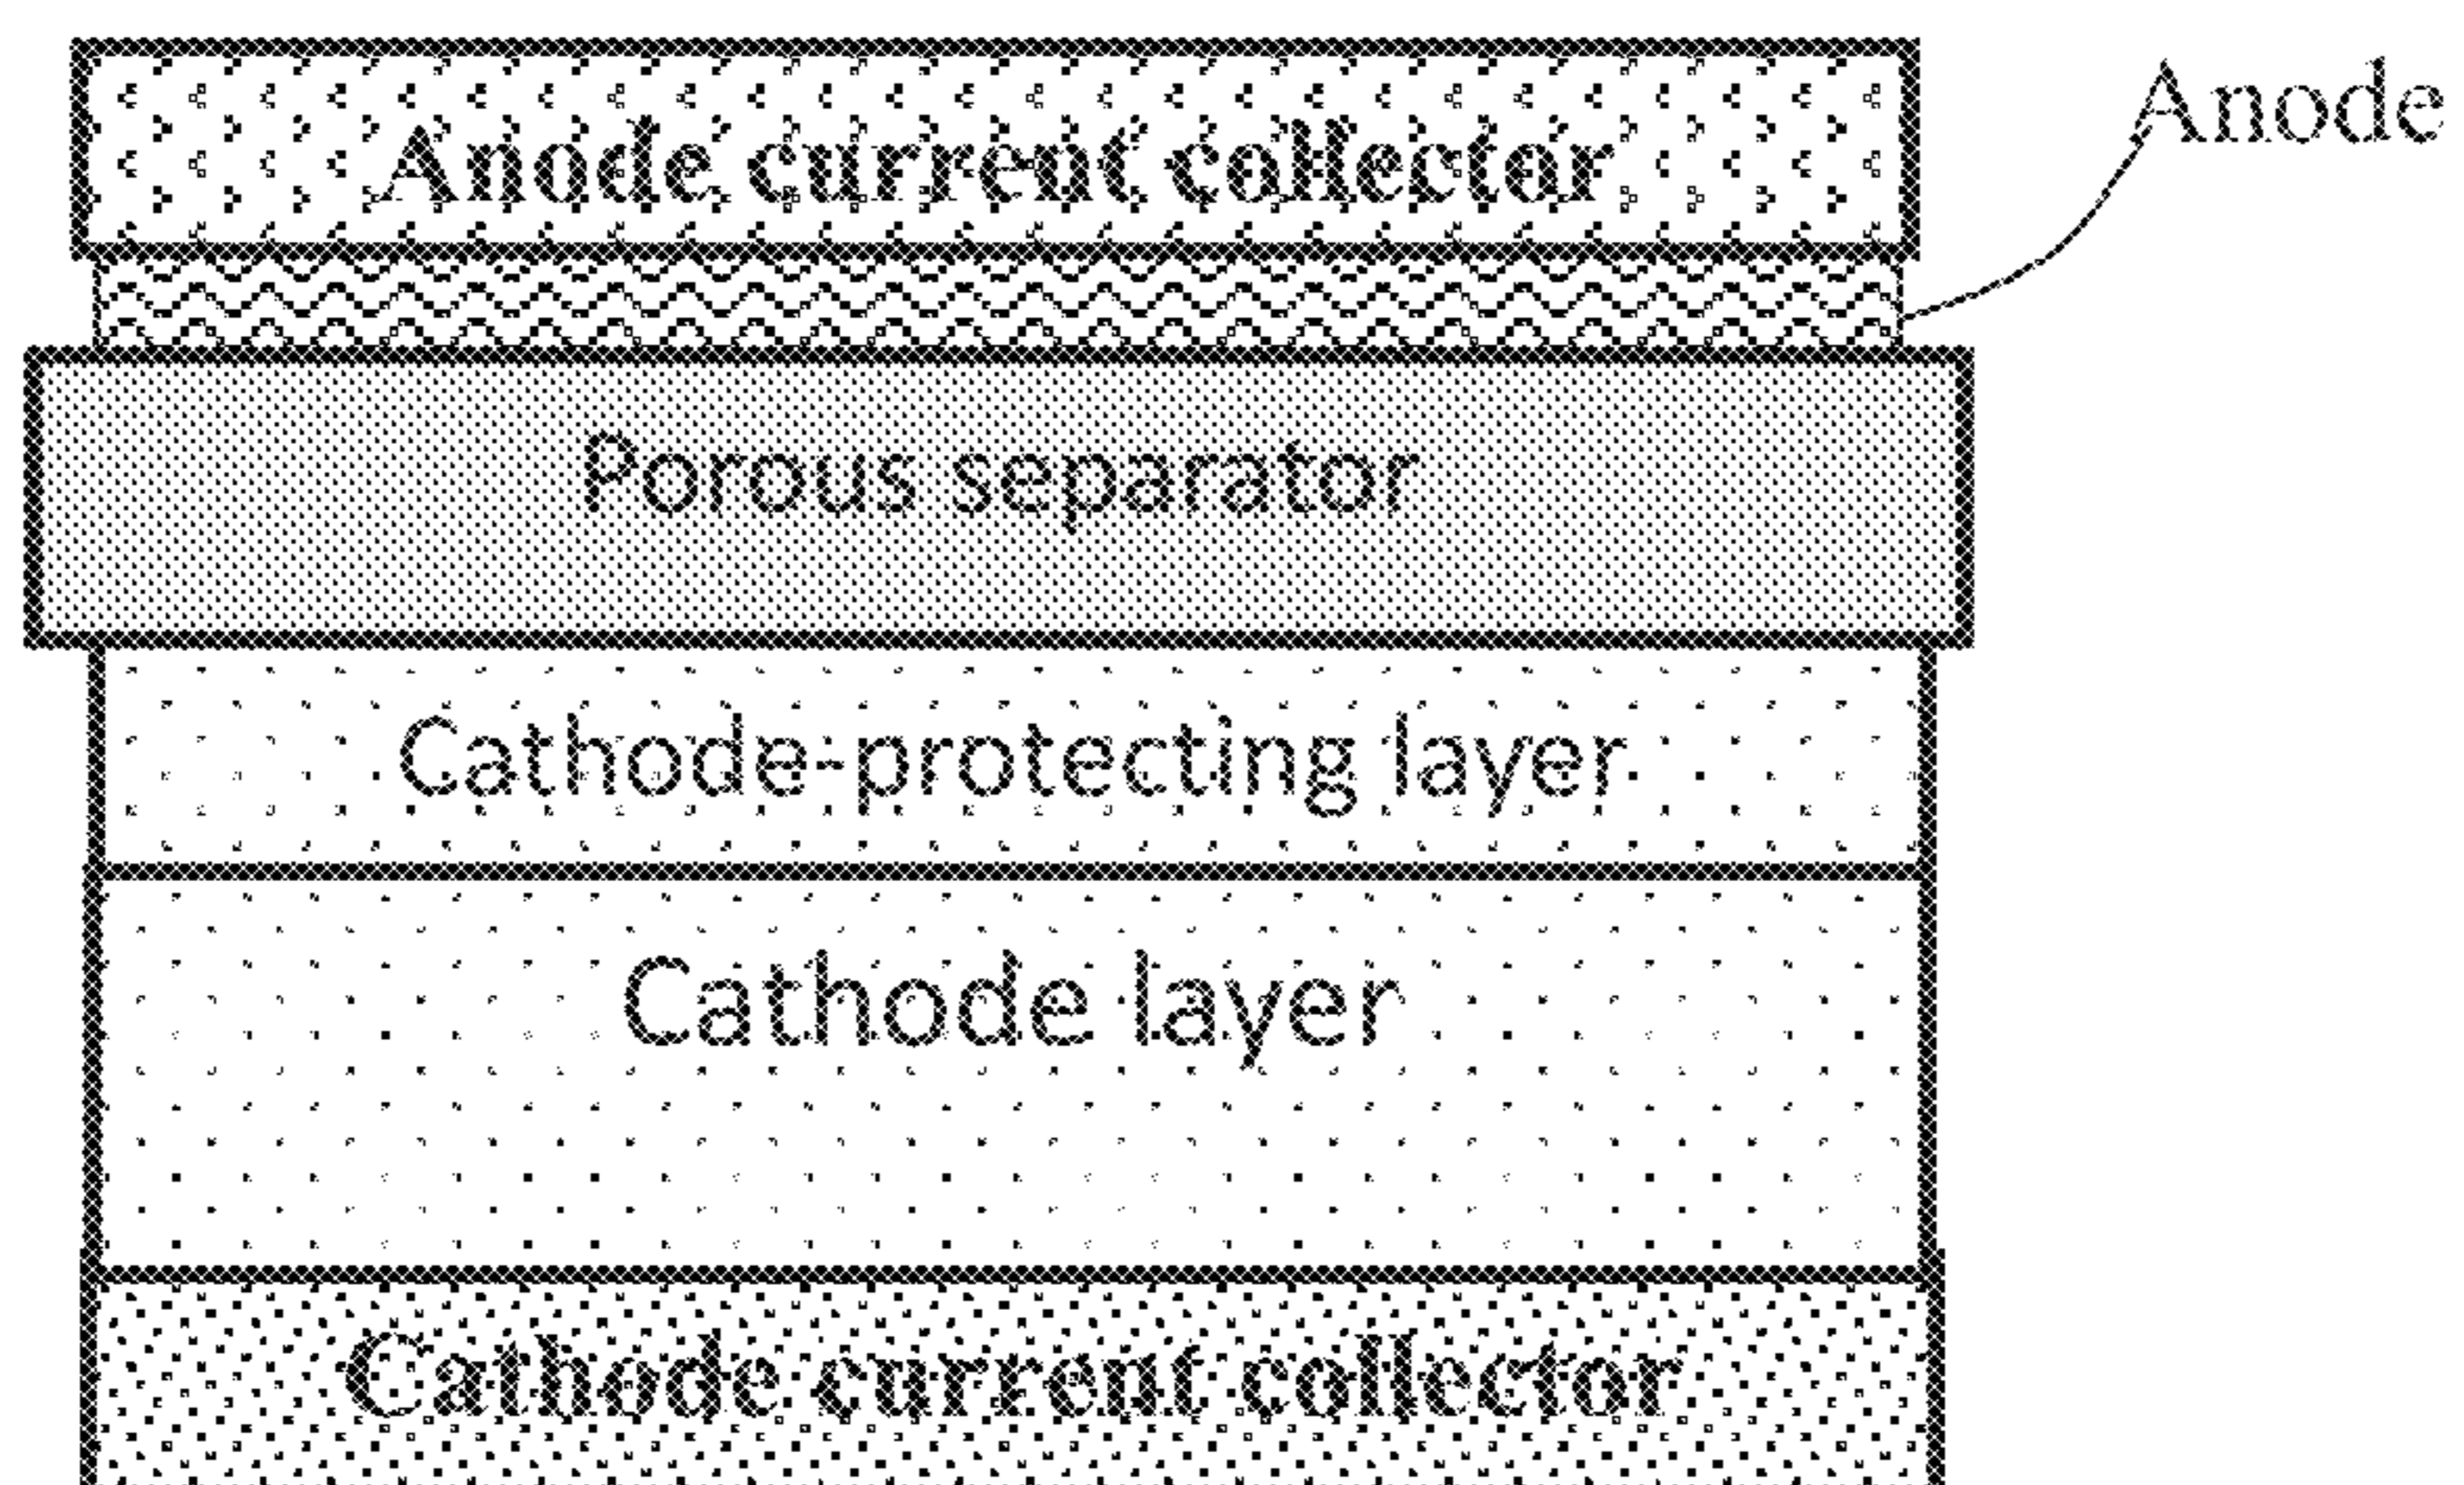 Anode
Anode current collector
Porous separator
Cathode-protecting layer
Cathode layer
Cathode current collector